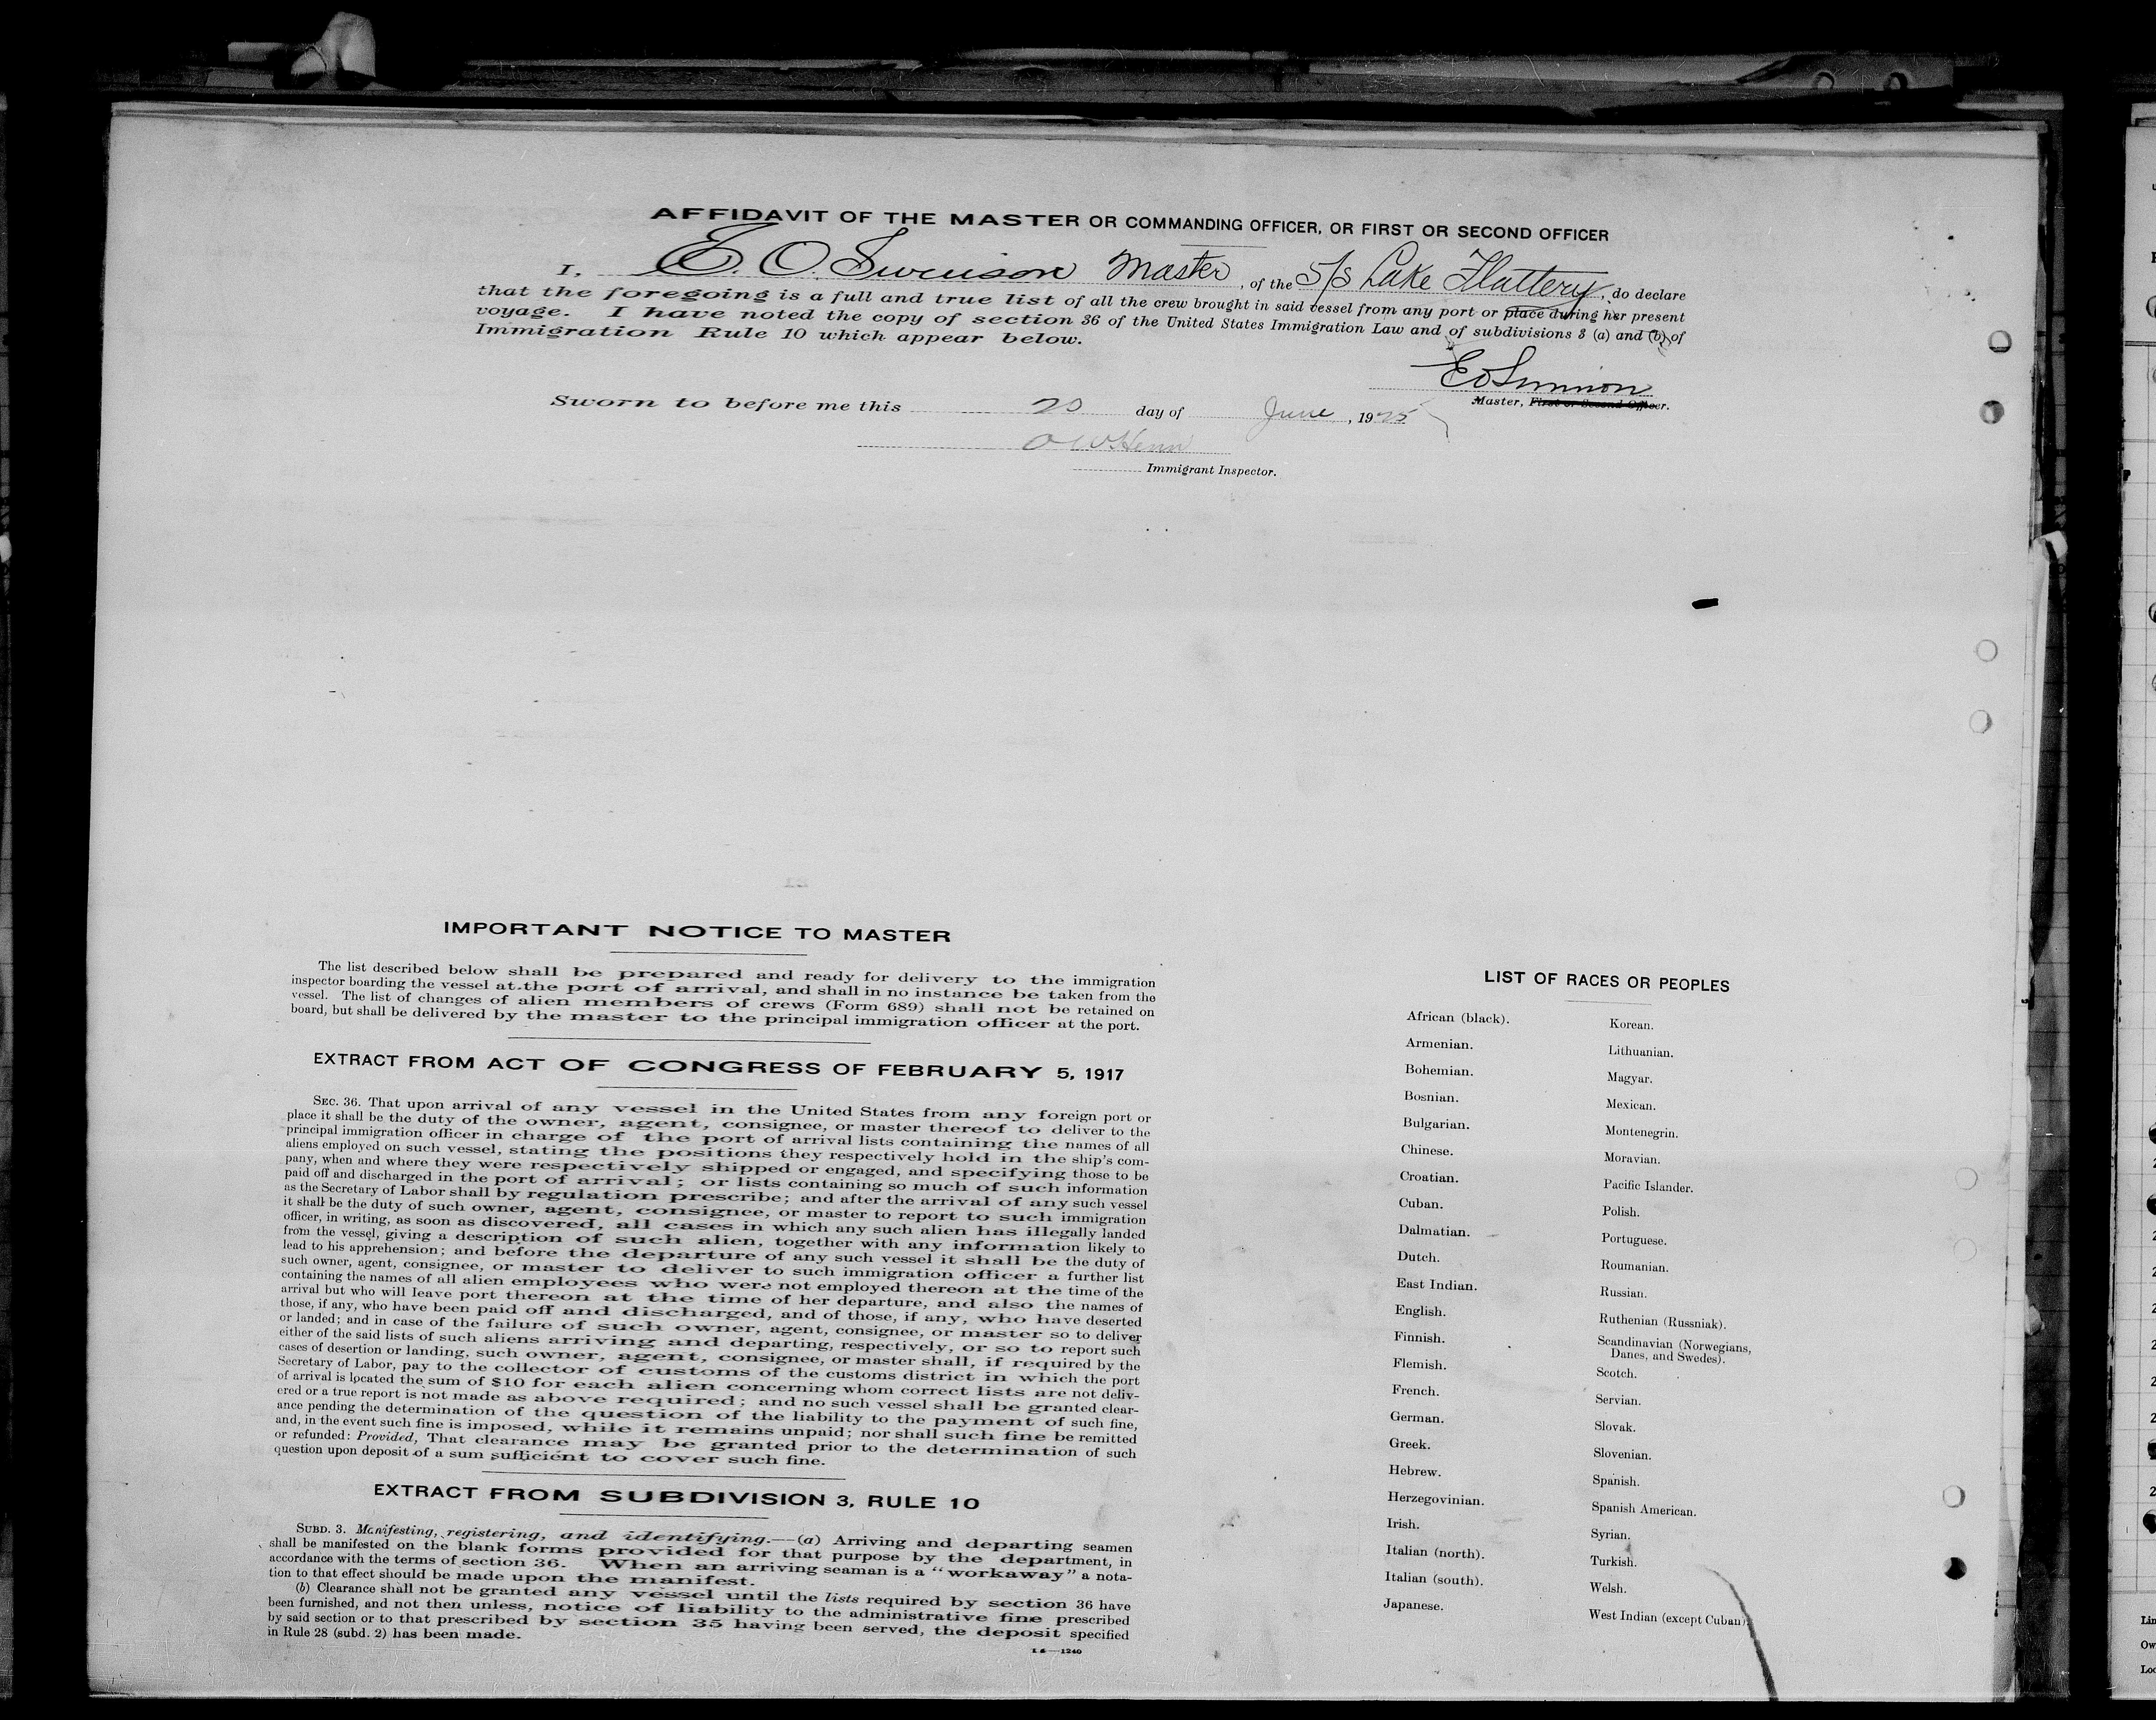 AFFIDAVIT OF THE MASTER OR COMMANDING OFFICER, OR FIRST OR SECOND OFFICER
I, E. O. Swenson Master, of the S/S Lake Flattery, do declare
that the foregoing is a full and true list of all the crew brought in said vessel from any port or place during her present
voyage. I have noted the copy of section 36 of the United States Immigration Law and of subdivisions 3 (a) and (b) of
Immigration Rule 10 which appear below.
E O Swenson
Master, First or Second Officer.
Sworn to before me this 20 day of June, 1925
Immigrant Inspector.
IMPORTANT NOTICE TO MASTER
The list described below shall be prepared and ready for delivery to the immigration
inspector boarding the vessel at the port of arrival, and shall in no instance be taken from the
vessel. The list of changes of alien members of crews (Form 689) shall not be retained on
board, but shall be delivered by the master to the principal immigration officer at the port.
EXTRACT FROM ACT OF CONGRESS OF FEBRUARY 5, 1917
SEC. 36. That upon arrival of any vessel in the United States from any foreign port or
place it shall be the duty of the owner, agent, consignee, or master thereof to deliver to the
principal immigration officer in charge of the port of arrival lists containing the names of all
aliens employed on such vessel, stating the positions they respectively hold in the ship's com-
pany, when and where they were respectively shipped or engaged, and specifying those to be
paid off and discharged in the port of arrival; or lists containing so much of such information
as the Secretary of Labor shall by regulation prescribe; and after the arrival of any such vessel
it shall be the duty of such owner, agent, consignee, or master to report to such immigration
officer, in writing, as soon as discovered, all cases in which any such alien has illegally landed
from the vessel, giving a description of such alien, together with any information likely to
lead to his apprehension; and before the departure of any such vessel it shall be the duty of
such owner, agent, consignee, or master to deliver to such immigration officer a further list
containing the names of all alien employees who were not employed thereon at the time of the
arrival but who will leave port thereon at the time of her departure, and also the names of
those, if any, who have been paid off and discharged, and of those, if any, who have deserted
or landed; and in case of the failure of such owner, agent, consignee, or master so to deliver
either of the said lists of such aliens arriving and departing, respectively, or so to report such
cases of desertion or landing, such owner, agent, consignee, or master shall, if required by the
Secretary of Labor, pay to the collector of customs of the customs district in which the port
of arrival is located the sum of $10 for each alien concerning whom correct lists are not deliv-
ered or a true report is not made as above required; and no such vessel shall be granted clear-
ance pending the determination of the question of the liability to the payment of such fine,
and, in the event such fine is imposed, while it remains unpaid; nor shall such fine be remitted
or refunded: Provided, That clearance may be granted prior to the determination of such
question upon deposit of a sum sufficient to cover such fine.
EXTRACT FROM SUBDIVISION 3, RULE 10
SUBD. 3. Manifesting, registering, and identifying.—(a) Arriving and departing seamen
shall be manifested on the blank forms provided for that purpose by the department, in
accordance with the terms of section 36. When an arriving seaman is a "workaway" a nota-
tion to that effect should be made upon the manifest.
(b) Clearance shall not be granted any vessel until the lists required by section 36 have
been furnished, and not then unless, notice of liability to the administrative fine prescribed
by said section or to that prescribed by section 35 having been served, the deposit specified
in Rule 28 (subd. 2) has been made.
LIST OF RACES OR PEOPLES
African (black).
Armenian.
Bohemian.
Bosnian.
Bulgarian.
Chinese.
Croatian.
Cuban.
Dalmatian.
Dutch.
East Indian.
English.
Finnish.
Flemish.
French.
German.
Greek.
Hebrew.
Herzegovinian.
Irish.
Italian (north).
Italian (south).
Japanese.
Korean.
Lithuanian.
Magyar.
Mexican.
Montenegrin.
Moravian.
Pacific Islander.
Polish.
Portuguese.
Roumanian.
Russian.
Ruthenian (Russniak).
Scandinavian (Norwegians,
Danes, and Swedes).
Scotch.
Servian.
Slovak.
Slovenian.
Spanish.
Spanish American.
Syrian.
Turkish.
Welsh.
West Indian (except Cuban).